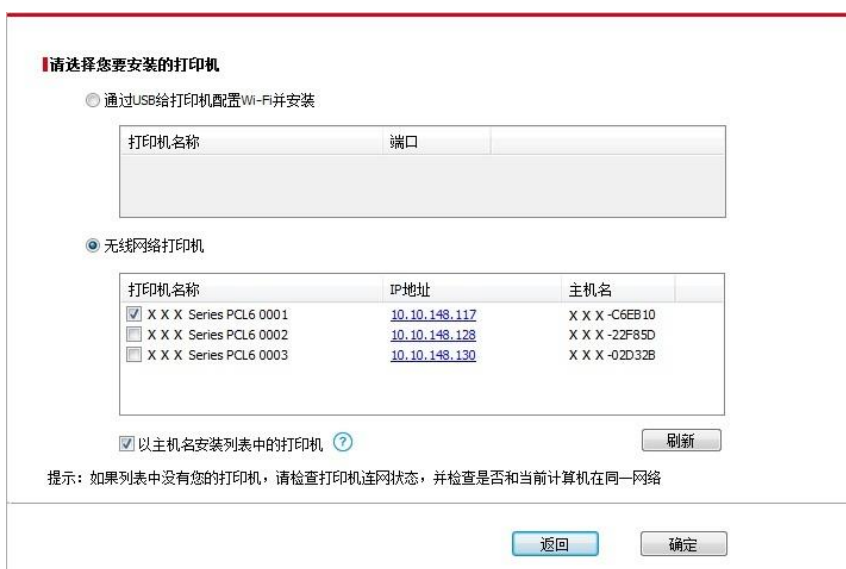 请选择您要安装的打印机
通过USB给打印机配置Wi-Fi并安装
打印机名称 端口
无线网络打印机
打印机名称 IP地址 主机名
X X X Series PCL6 0001 10.10.148.117 X X X -C6EB10
X X X Series PCL6 0002 10.10.148.128 X X X -22F85D
X X X Series PCL6 0003 10.10.148.130 X X X -02D32B
以主机名安装列表中的打印机 ? 刷新
提示：如果列表中没有您的打印机，请检查打印机连网状态，并检查是否和当前计算机在同一网络
返回 确定